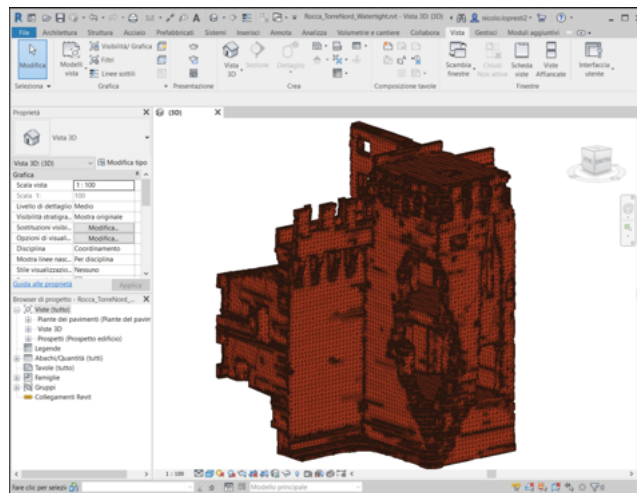 Rocca_TorreNord_Watertight.rvt - Vista 3D: {3D}
nicolo.lopresti2
File Architettura Struttura Acciaio Prefabbricati Sistemi Inserisci Annota Analizza Volumetrie e cantiere Collabora Vista Gestisci Moduli aggiuntivi
Modifica
Modelli vista
Visibilità/ Grafica
Filtri
Linee sottili
Vista 3D
Sezione
Dettaglio
Scambia finestre
Chiudi Non attive
Scheda viste
Viste Affiancate
Interfaccia utente
Seleziona
Grafica
Presentazione
Crea
Composizione tavole
Finestre
Proprietà X
{3D} X
Vista 3D
Vista 3D: {3D}
Modifica tipo
Grafica
Scala vista 1 : 100
Scala 1: 100
Livello di dettaglio Medio
Visibilità stratigra... Mostra originale
Sostituzioni visibi... Modifica...
Opzioni di visuali... Modifica...
Disciplina Coordinamento
Mostra linee nasc... Per disciplina
Stile visualizzazio... Nessuno
Guida alle proprietà Applica
Browser di progetto - Rocca_TorreNord_... X
Viste (tutto)
Piante dei pavimenti (Piante del pavim
Viste 3D
Prospetti (Prospetto edificio)
Legende
Abachi/Quantità (tutti)
Tavole (tutto)
Famiglie
Gruppi
Collegamenti Revit
1 : 100
fare clic per selezi
: 0
Modello principale
:0